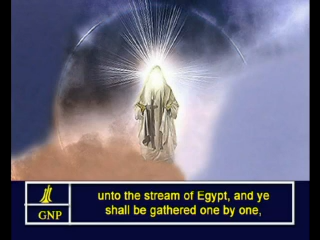 unto the stream of Egypt, and ye
shall be gathered one by one,
GNP